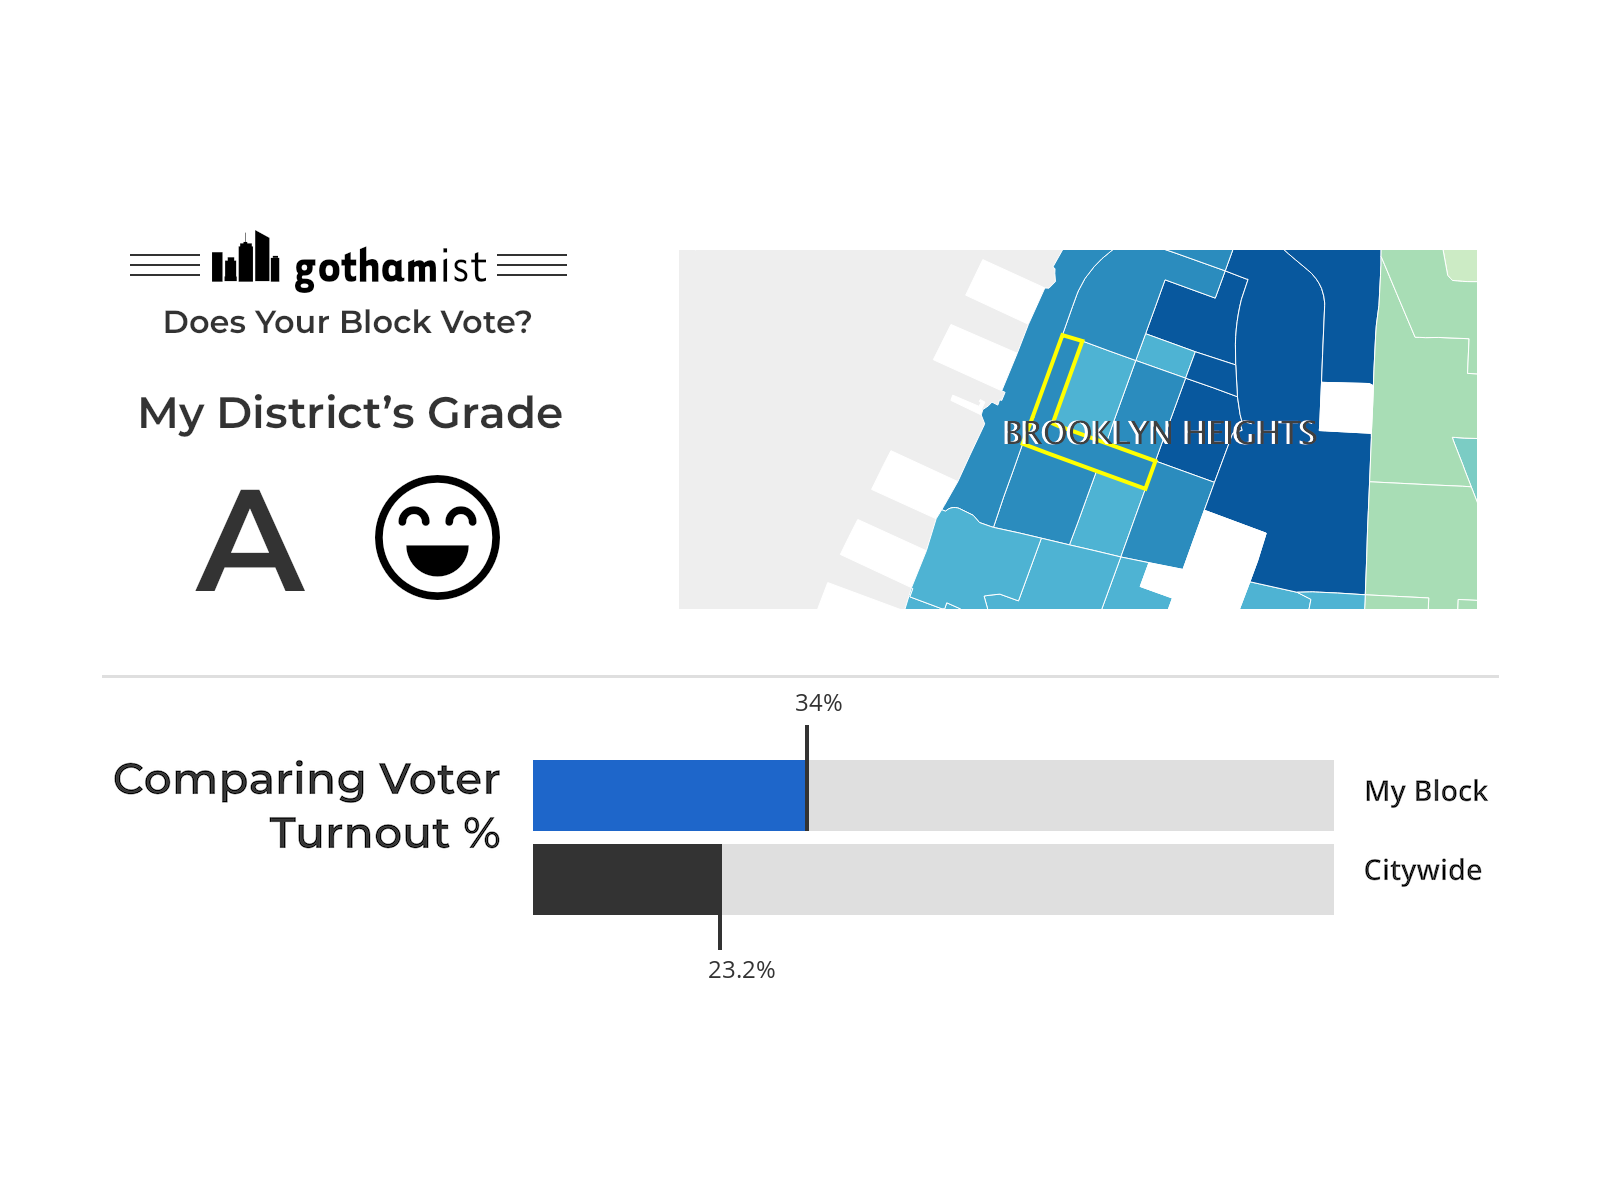 gothamist
Does Your Block Vote?
My District’s Grade
A
BROOKLYN HEIGHTS
34%
Comparing Voter
Turnout %
My Block
Citywide
23.2%